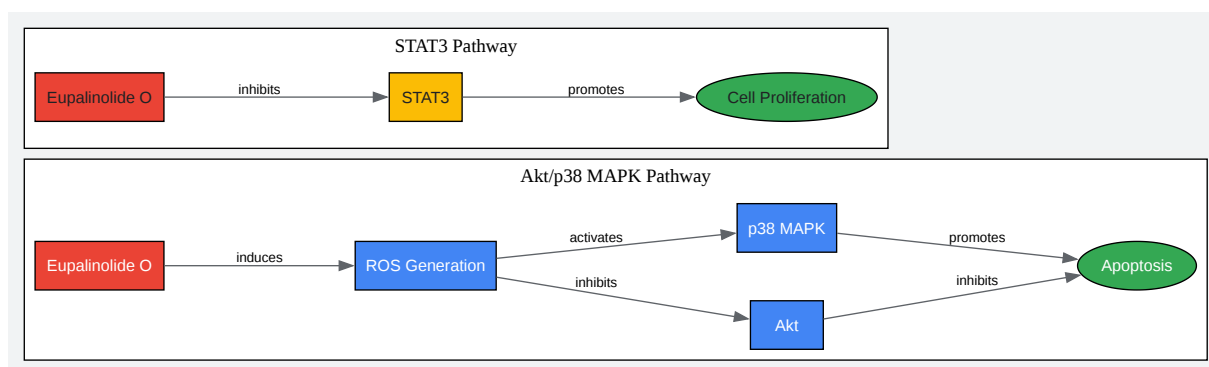 STAT3 Pathway
Eupalinolide O
inhibits
STAT3
promotes
Cell Proliferation
Akt/p38 MAPK Pathway
Eupalinolide O
induces
ROS Generation
activates
p38 MAPK
promotes
inhibits
Akt
inhibits
Apoptosis